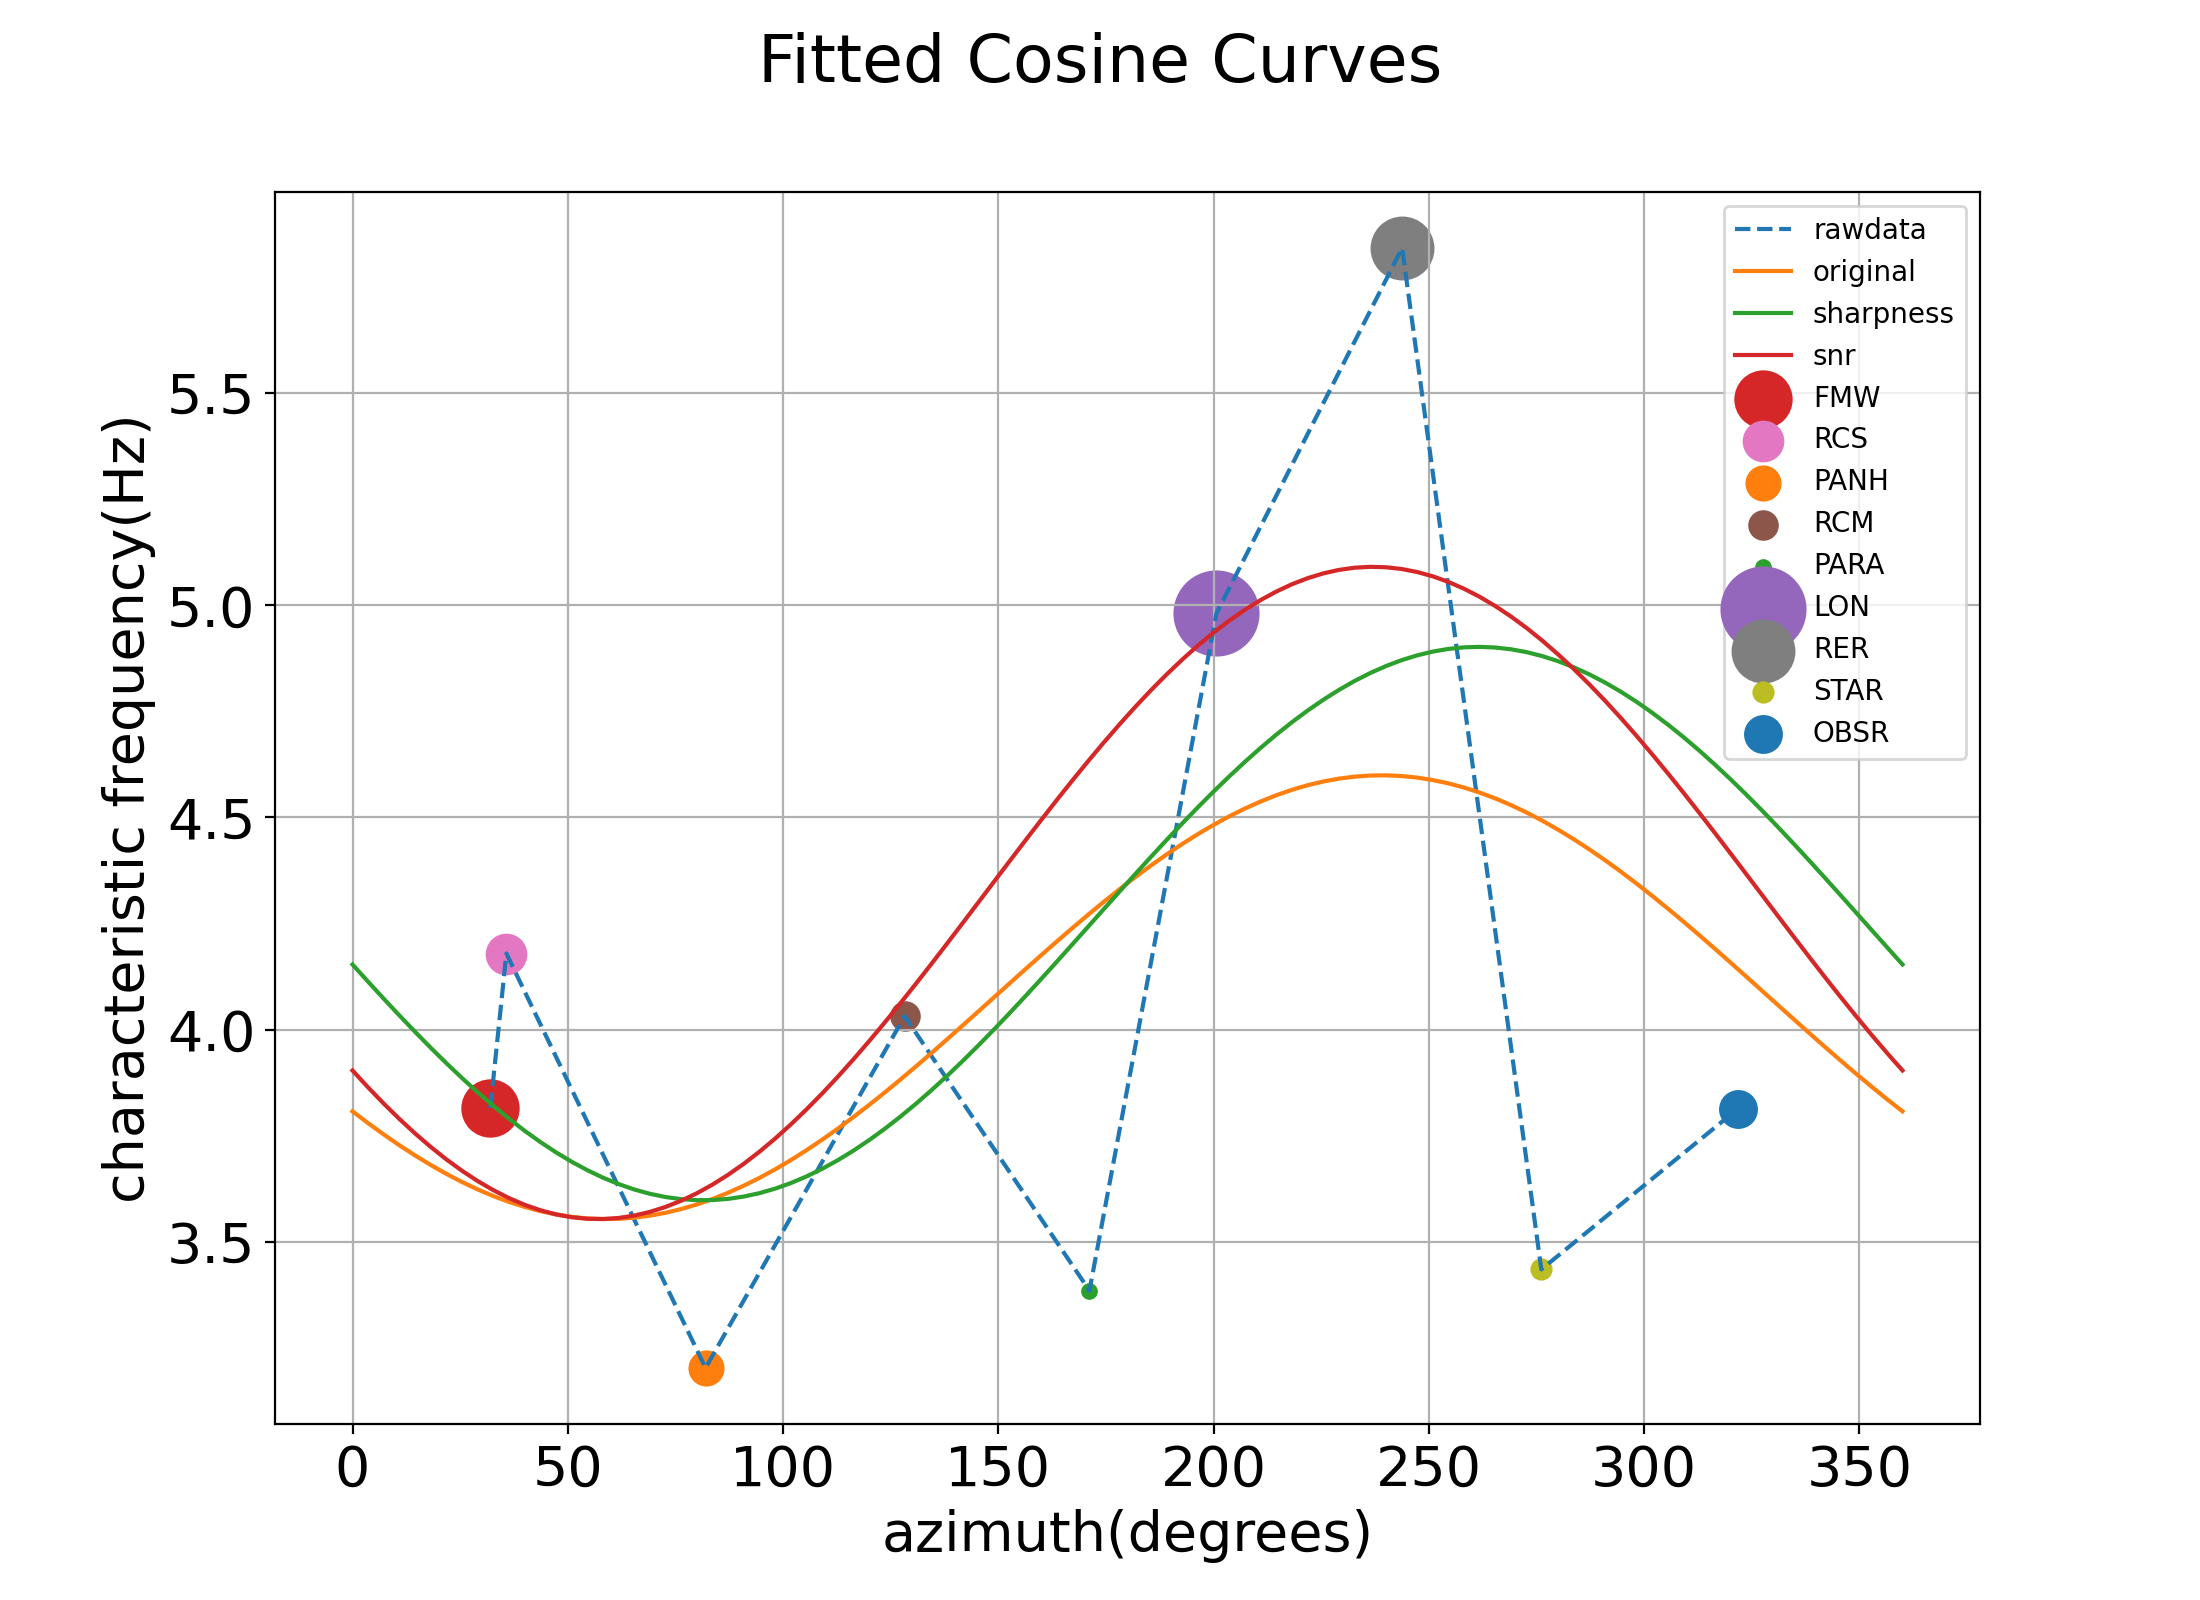 Fitted Cosine Curves
characteristic frequency(Hz)
5.5
5.0
4.5
4.0
3.5
rawdata
original
sharpness
snr
FMW
RCS
PANH
RCM
PARA
LON
RER
STAR
OBSR
0 50 100 150 200 250 300 350
azimuth(degrees)